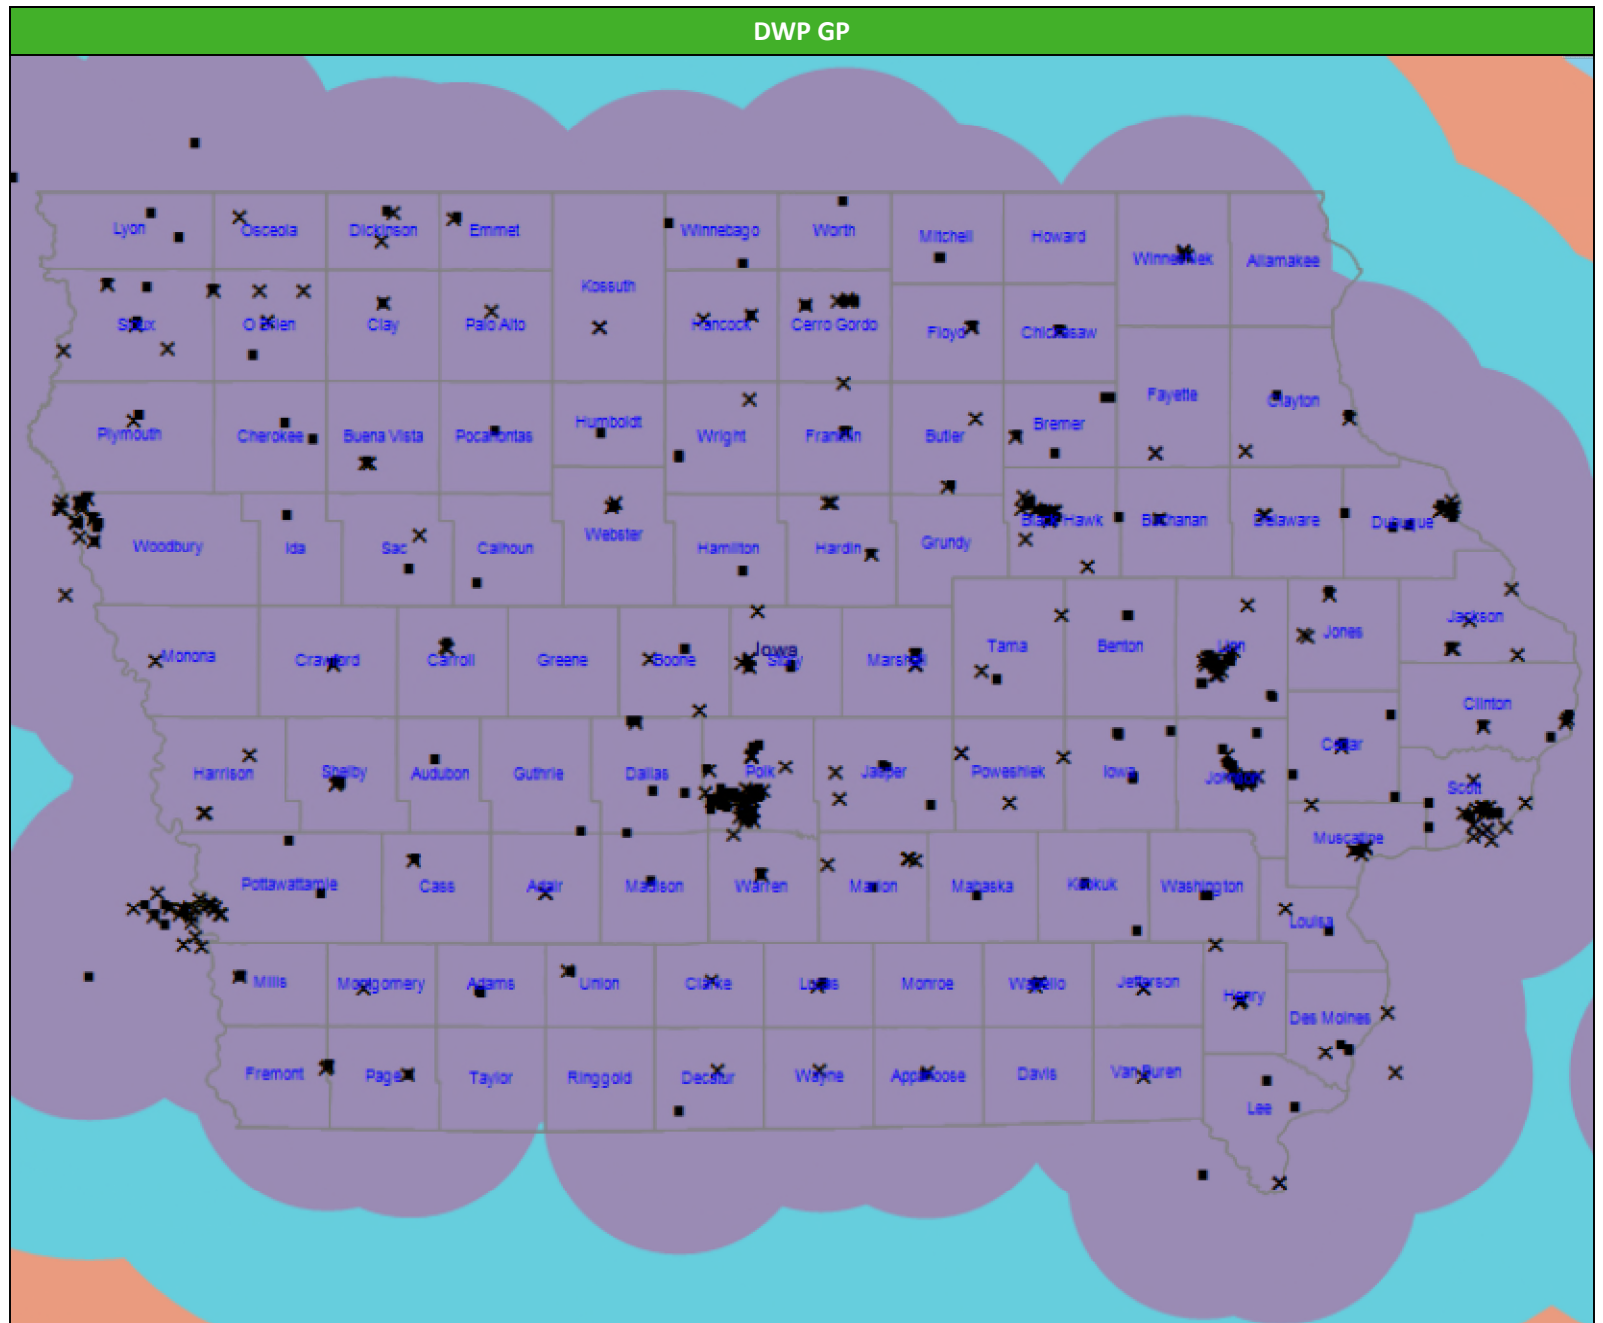 DWP GP
Lyon Osceola Dickinson Emmet Winnebago Worth Mitchell Howard Winneshiek Allamakee
Kossuth
Sioux O Brien Clay Palo Alto Hancock Cerro Gordo Floyd Chickasaw
Fayette Clayton
Plymouth Cherokee Buena Vista Pocahontas Humboldt Wright Franklin Butler Bremer
Woodbury Ida Sac Calhoun Webster Hamilton Hardin Grundy Black Hawk Buchanan Delaware Dubuque
Iowa
Monona Crawford Carroll Greene Boone Story Marshall Tama Benton Linn Jones Jackson
Clinton
Harrison Shelby Audubon Guthrie Dallas Polk Jasper Poweshiek Iowa Johnson Cedar Scott
Muscatine
Pottawattamie Cass Adair Madison Warren Marion Mahaska Keokuk Washington
Louisa
Mills Montgomery Adams Union Clarke Lucas Monroe Wapello Jefferson Henry
Des Moines
Fremont Page Taylor Ringgold Decatur Wayne Appanoose Davis Van Buren
Lee